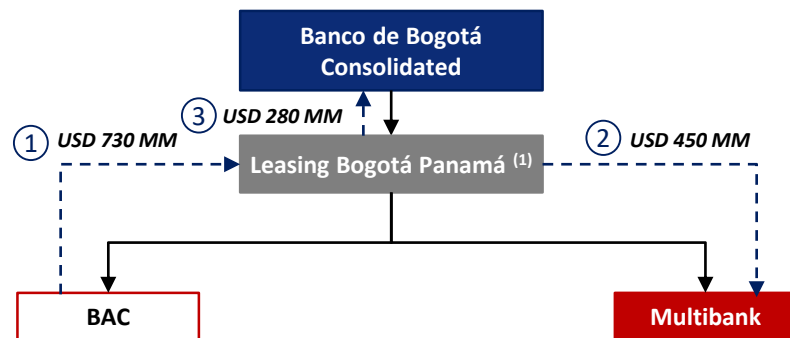 Banco de Bogotá
Consolidated
3 USD 280 MM
1 USD 730 MM
2 USD 450 MM
Leasing Bogotá Panamá (1)
BAC
Multibank